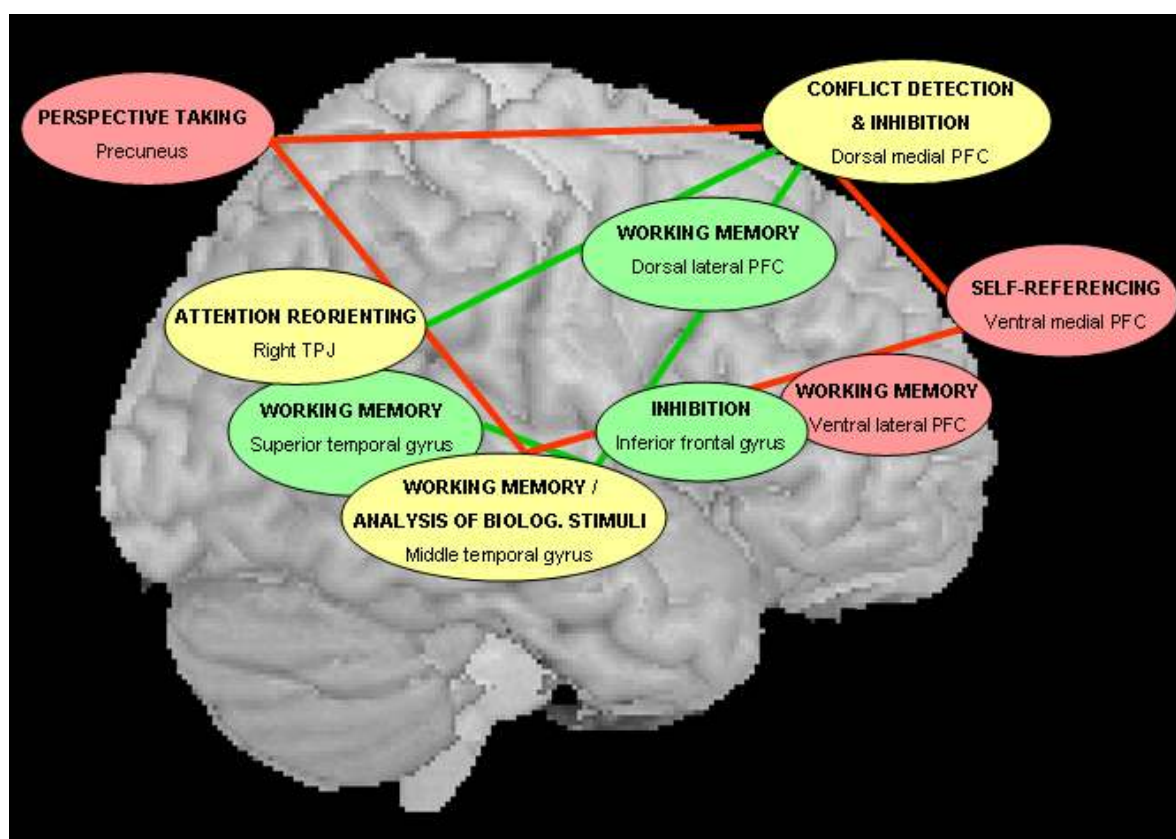 PERSPECTIVE TAKING
Precuneus
CONFLICT DETECTION
& INHIBITION
Dorsal medial PFC
WORKING MEMORY
Dorsal lateral PFC
SELF-REFERENCING
Ventral medial PFC
ATTENTION REORIENTING
Right TPJ
WORKING MEMORY
Superior temporal gyrus
INHIBITION
Inferior frontal gyrus
WORKING MEMORY
Ventral lateral PFC
WORKING MEMORY /
ANALYSIS OF BIOLOG. STIMULI
Middle temporal gyrus